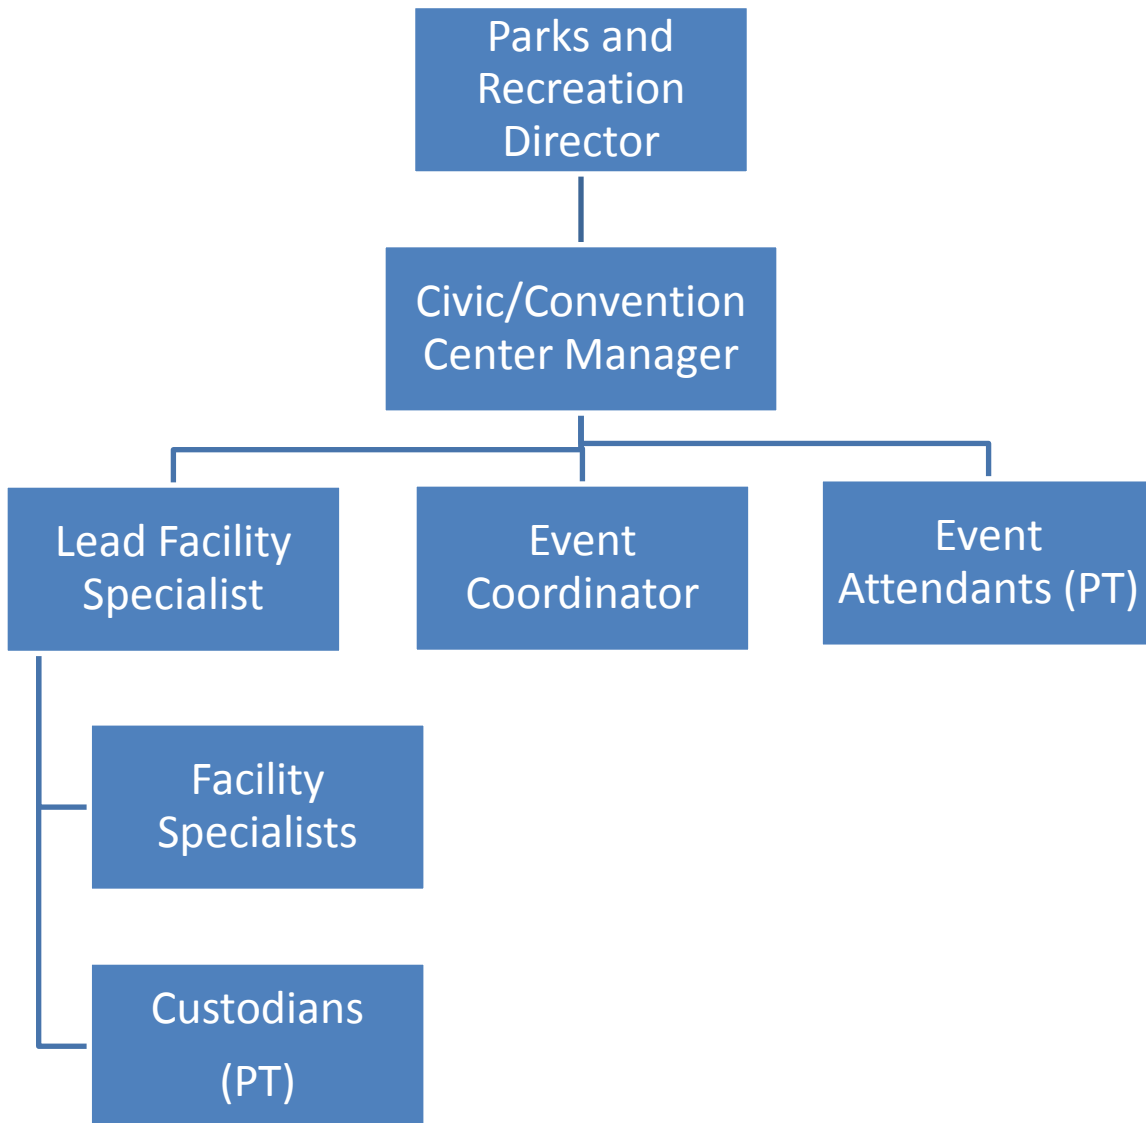 Parks and
Recreation
Director
Civic/Convention
Center Manager
Lead Facility
Specialist
Event
Coordinator
Event
Attendants (PT)
Facility
Specialists
Custodians
(PT)